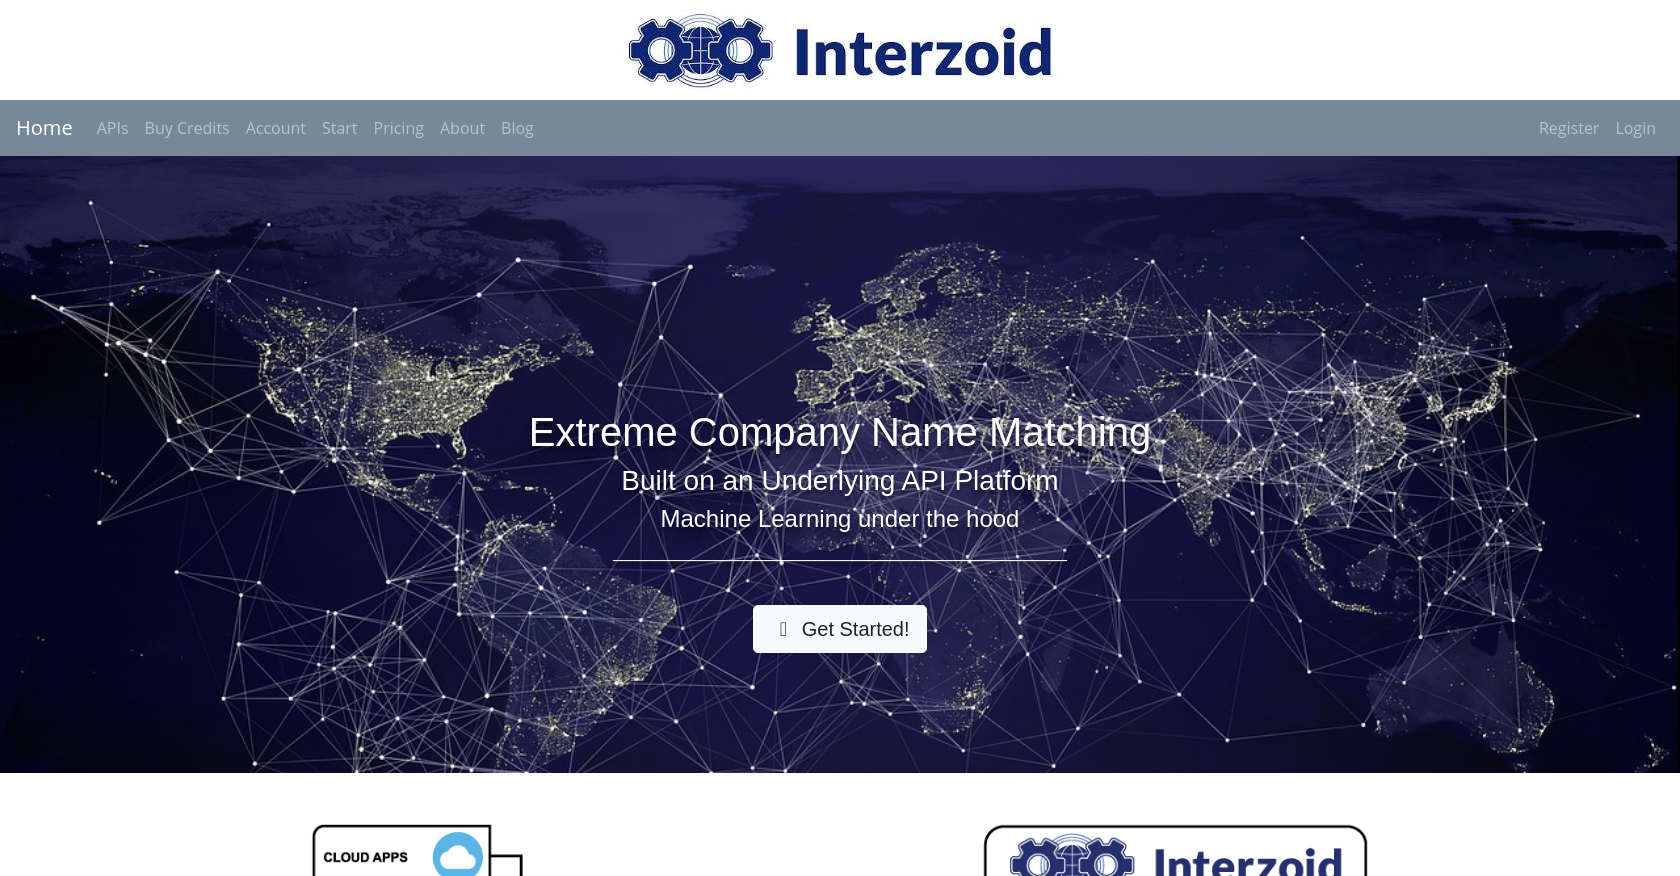 Interzoid
Home APIs Buy Credits Account Start Pricing About Blog Register Login
Extreme Company Name Matching
Built on an Underlying API Platform
Machine Learning under the hood
Get Started!
CLOUD APPS
Interzoid